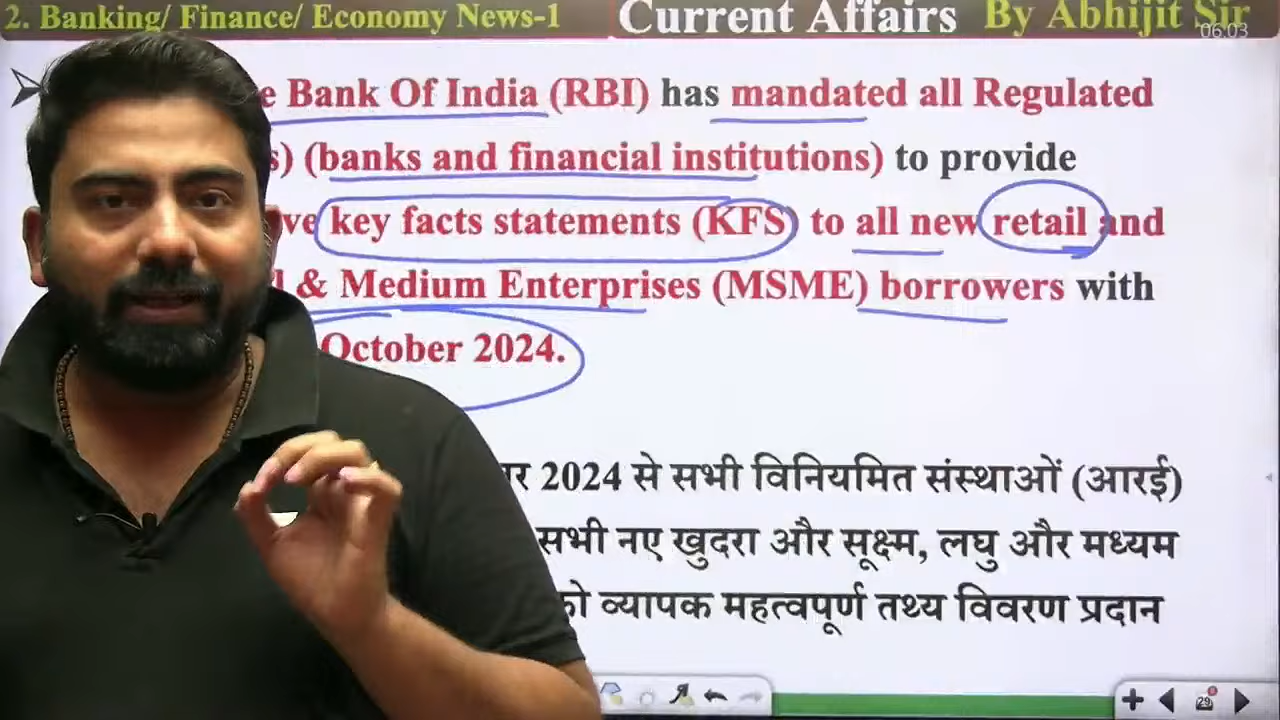 2. Banking/ Finance/ Economy News-1
Current Affairs
By Abhijit Sir
06:03
e Bank Of India (RBI) has mandated all Regulated
s) (banks and financial institutions) to provide
ve key facts statements (KFS) to all new retail and
l & Medium Enterprises (MSME) borrowers with
October 2024.
र 2024 से सभी विनियमित संस्थाओं (आरई)
सभी नए खुदरा और सूक्ष्म, लघु और मध्यम
को व्यापक महत्वपूर्ण तथ्य विवरण प्रदान
29